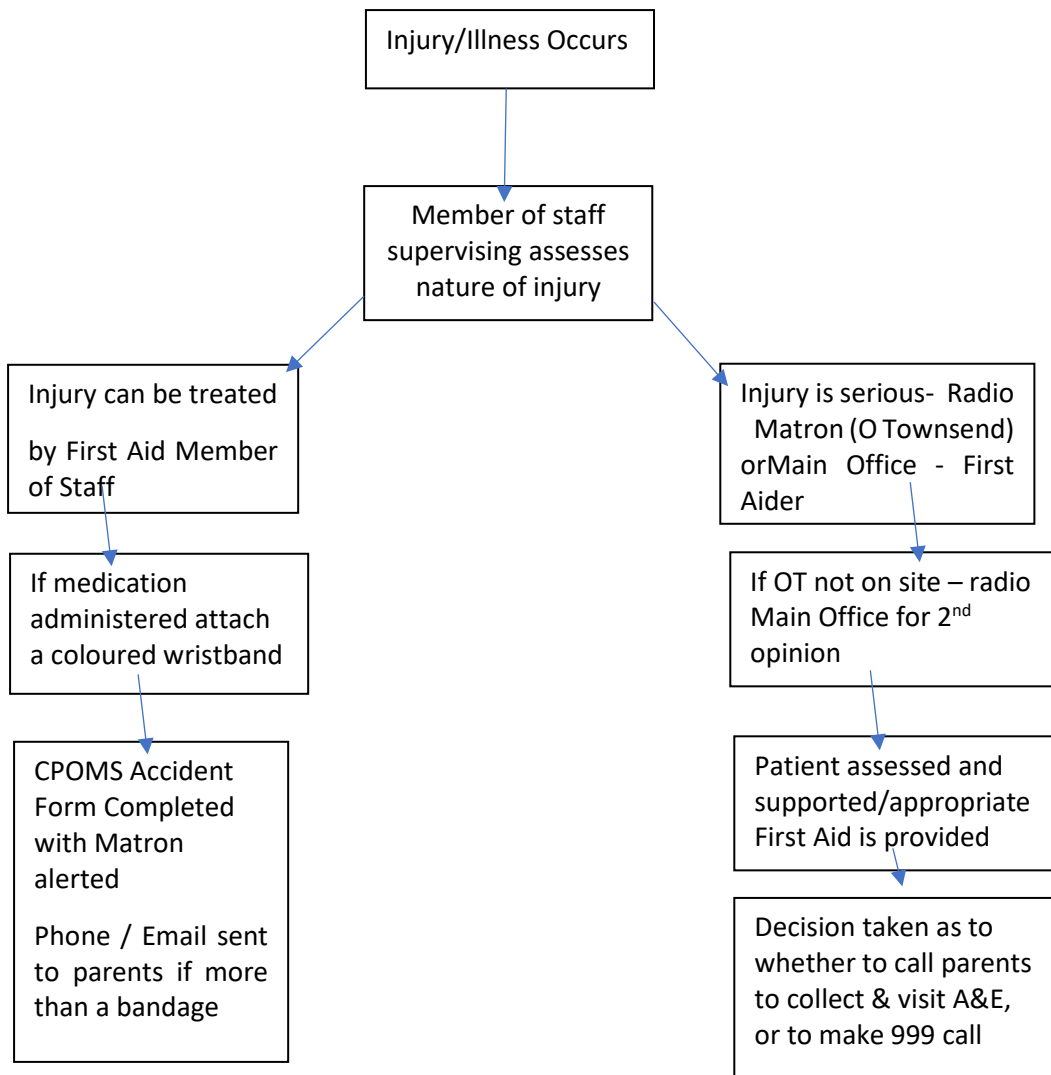 Injury/Illness Occurs
Member of staff
supervising assesses
nature of injury
Injury can be treated
by First Aid Member
of Staff
If medication
administered attach
a coloured wristband
CPOMS Accident
Form Completed
with Matron
alerted
Phone / Email sent
to parents if more
than a bandage
Injury is serious- Radio
Matron (O Townsend)
orMain Office - First
Aider
If OT not on site – radio
Main Office for 2nd
opinion
Patient assessed and
supported/appropriate
First Aid is provided
Decision taken as to
whether to call parents
to collect & visit A&E,
or to make 999 call